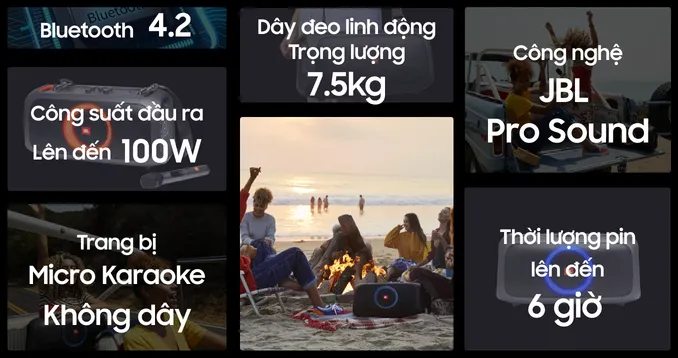 Bluetooth 4.2
Công suất đầu ra
Lên đến 100W
Trang bị
Micro Karaoke
Không dây
Dây đeo linh động
Trọng lượng
7.5kg
Công nghệ
JBL
Pro Sound
Thời lượng pin
lên đến
6 giờ